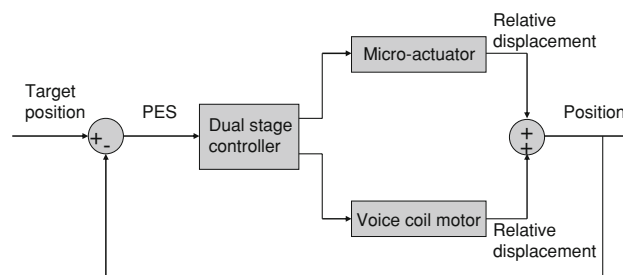 Relative
displacement
Micro-actuator
Target
position
PES
Position
Dual stage
controller
+
-
+
+
Voice coil motor
Relative
displacement